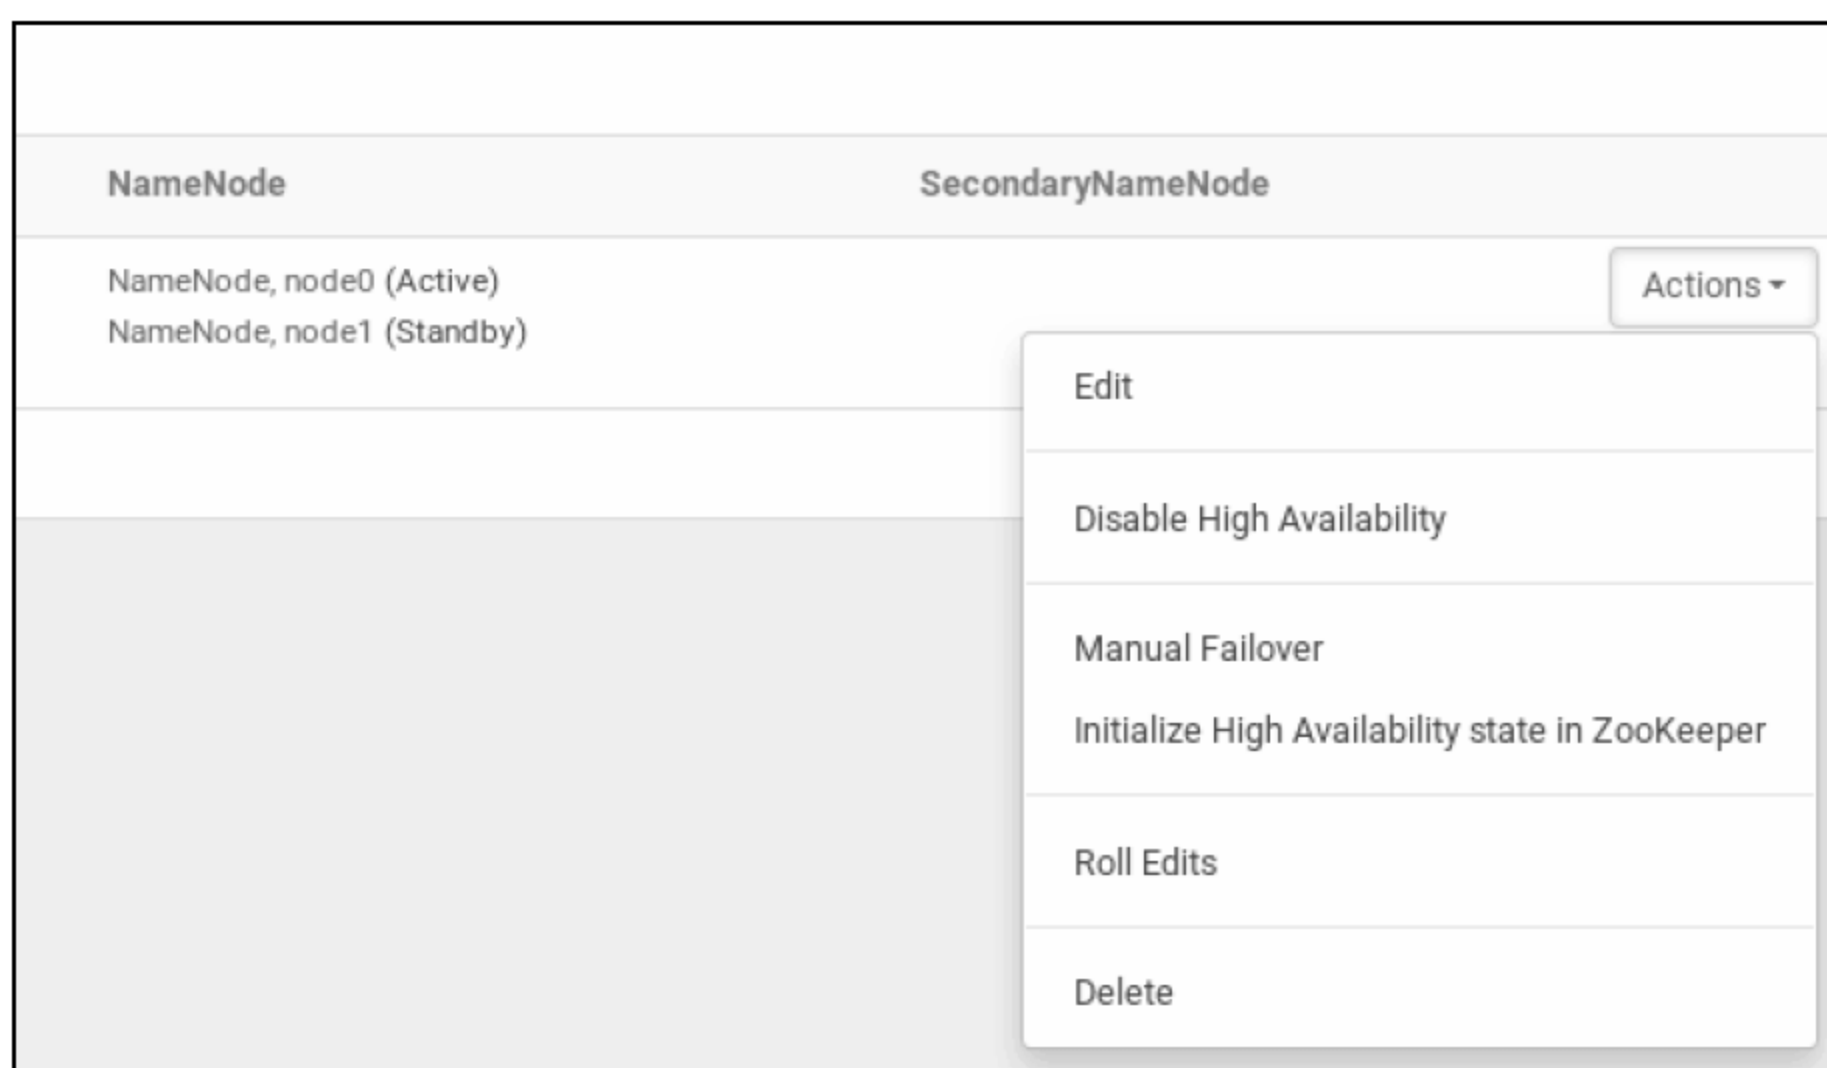 NameNode SecondaryNameNode
NameNode, node0 (Active)
Actions
NameNode, node1 (Standby)
Edit
Disable High Availability
Manual Failover
Initialize High Availability state in ZooKeeper
Roll Edits
Delete